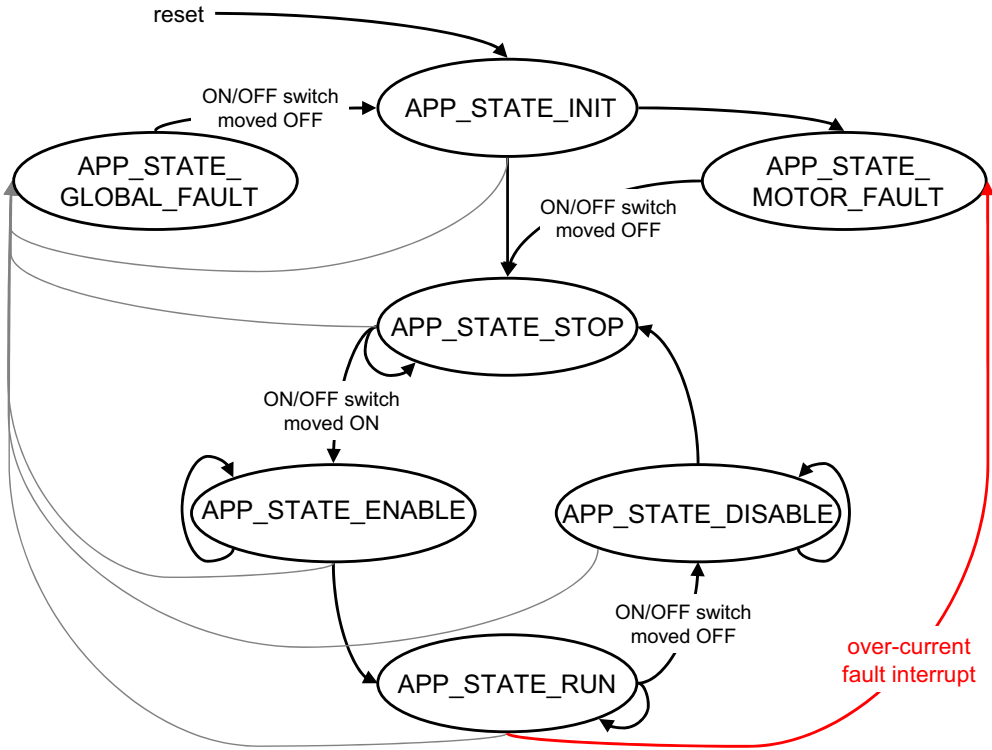 reset
ON/OFF switch
moved OFF
APP_STATE_INIT
APP_STATE_
GLOBAL_FAULT
APP_STATE_
MOTOR_FAULT
ON/OFF switch
moved OFF
APP_STATE_STOP
ON/OFF switch
moved ON
APP_STATE_ENABLE
APP_STATE_DISABLE
ON/OFF switch
moved OFF
over-current
fault interrupt
APP_STATE_RUN